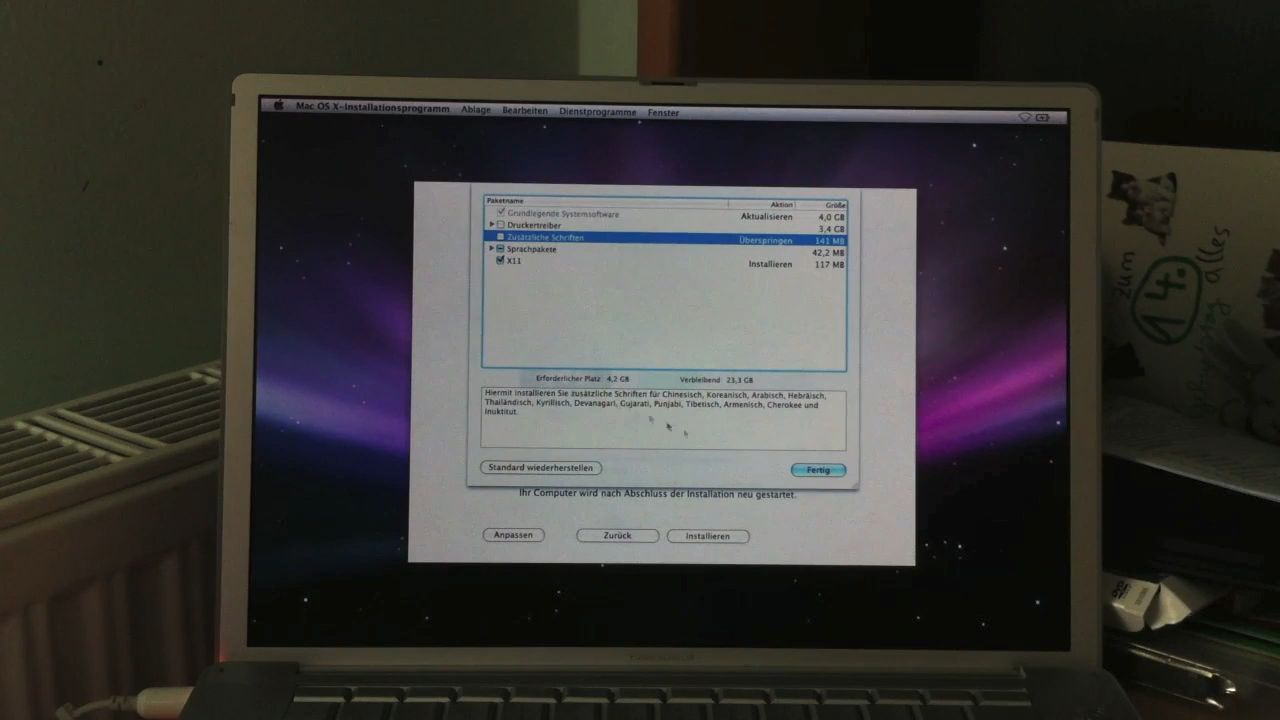 Mac OS X-Installationsprogramm Ablage Bearbeiten Dienstprogramme Fenster
Paketname Aktion Größe
Grundlegende Systemsoftware Aktualisieren 4,0 GB
Druckertreiber 3,4 GB
Zusätzliche Schriften Überspringen 141 MB
Sprachpakete 42,2 MB
X11 Installieren 117 MB
Erforderlicher Platz: 4,2 GB Verbleibend 23,3 GB
Hiermit installieren Sie zusätzliche Schriften für Chinesisch, Koreanisch, Arabisch, Hebräisch,
Thailändisch, Kyrillisch, Devanagari, Gujarati, Punjabi, Tibetisch, Armenisch, Cherokee und
Inuktitut.
Standard wiederherstellen Fertig
Ihr Computer wird nach Abschluss der Installation neu gestartet.
Anpassen Zurück Installieren
zum
14.
alles